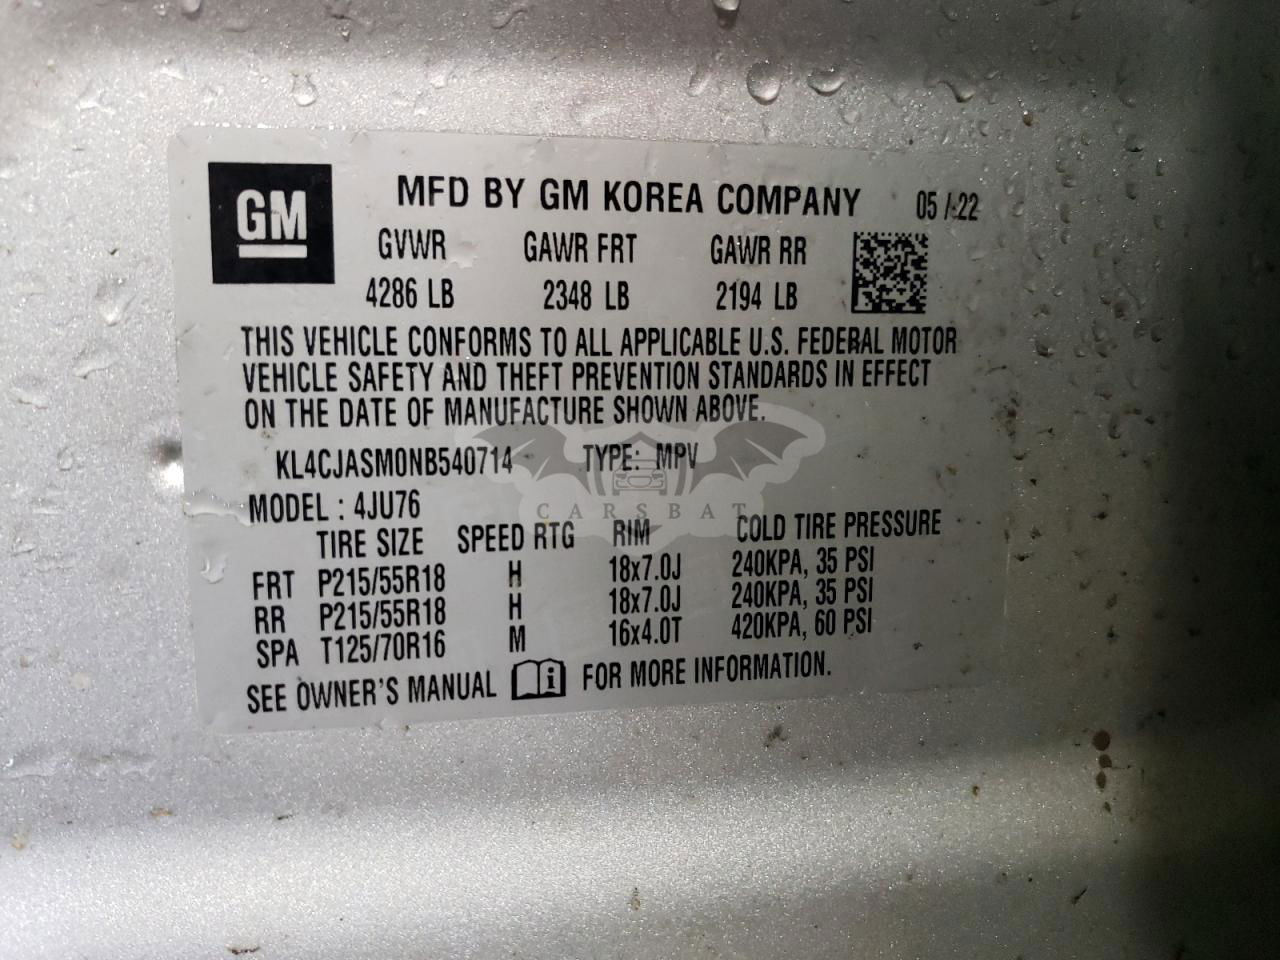 GM
MFD BY GM KOREA COMPANY 05 / 22
GVWR GAWR FRT GAWR RR
4286 LB 2348 LB 2194 LB
THIS VEHICLE CONFORMS TO ALL APPLICABLE U.S. FEDERAL MOTOR
VEHICLE SAFETY AND THEFT PREVENTION STANDARDS IN EFFECT
ON THE DATE OF MANUFACTURE SHOWN ABOVE.
KL4CJASM0NB540714 TYPE: MPV
CARSBAT
MODEL : 4JU76
TIRE SIZE SPEED RTG RIM COLD TIRE PRESSURE
FRT P215/55R18 H 18x7.0J 240KPA, 35 PSI
RR P215/55R18 H 18x7.0J 240KPA, 35 PSI
SPA T125/70R16 M 16x4.0T 420KPA, 60 PSI
SEE OWNER'S MANUAL i FOR MORE INFORMATION.